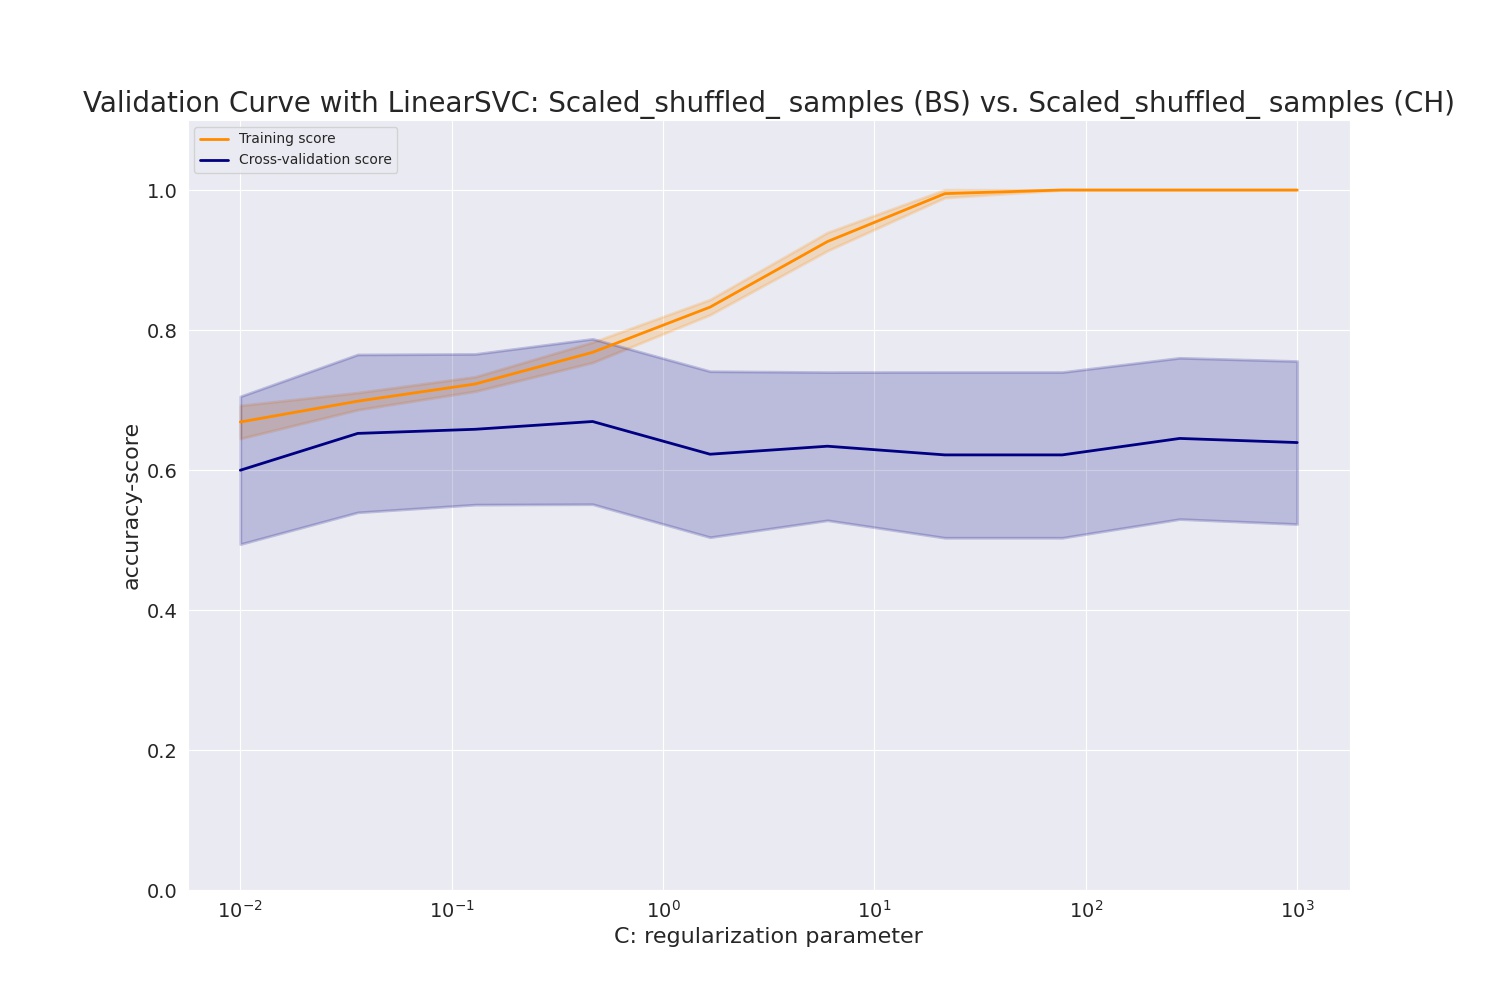 Validation Curve with LinearSVC: Scaled_shuffled_ samples (BS) vs. Scaled_shuffled_ samples (CH)
Training score
Cross-validation score
1.0
0.8
0.6
0.4
0.2
0.0
accuracy-score
10⁻² 10⁻¹ 10⁰ 10¹ 10² 10³
C: regularization parameter